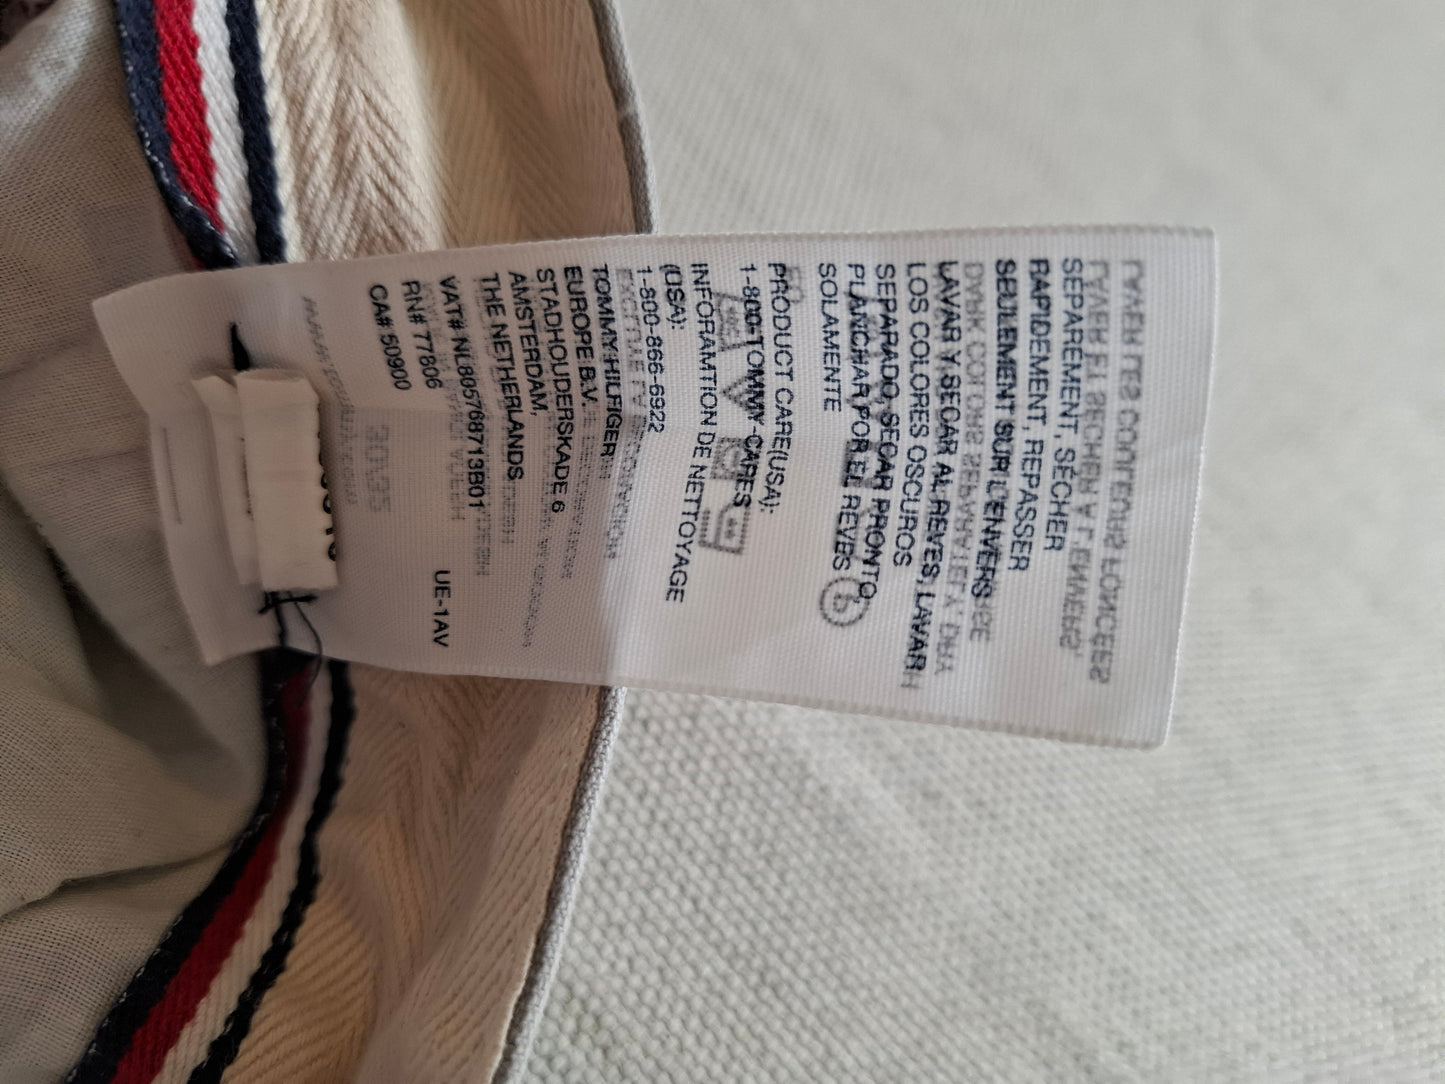 SÉPARÉMENT, SÉCHER
RAPIDEMENT, REPASSER
SEULEMENT SUR L'ENVERS
LAVAR Y SECAR AL REVES, LAVAR
LOS COLORES OSCUROS
SEPARADO, SECAR PRONTO,
PLANCHAR POR EL REVES
SOLAMENTE
PRODUCT CARE(USA):
1-800-TOMMY-CARES
INFORAMTION DE NETTOYAGE
(USA):
1-800-866-6922
TOMMY HILFIGER
EUROPE B.V.
STADHOUDERSKADE 6
AMSTERDAM,
THE NETHERLANDS
VAT# NL805768713B01
RN# 77806
CA# 50900
UE-1AV